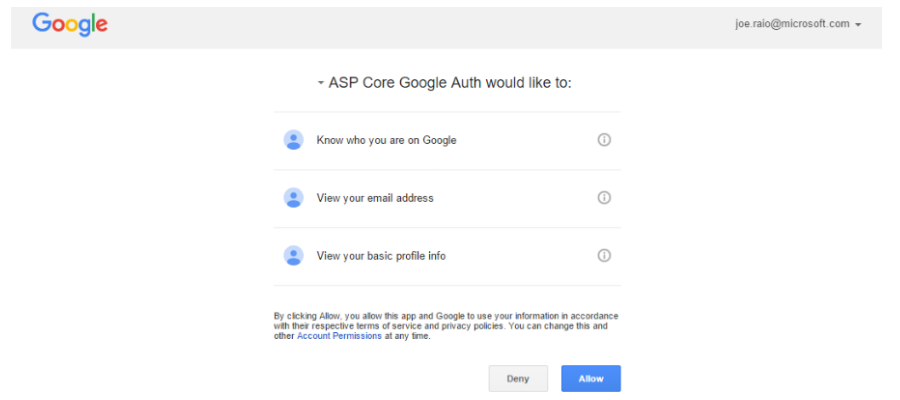 Google
joe.raio@microsoft.com
ASP Core Google Auth would like to:
Know who you are on Google
View your email address
View your basic profile info
By clicking Allow, you allow this app and Google to use your information in accordance
with their respective terms of service and privacy policies. You can change this and
other Account Permissions at any time.
Deny Allow